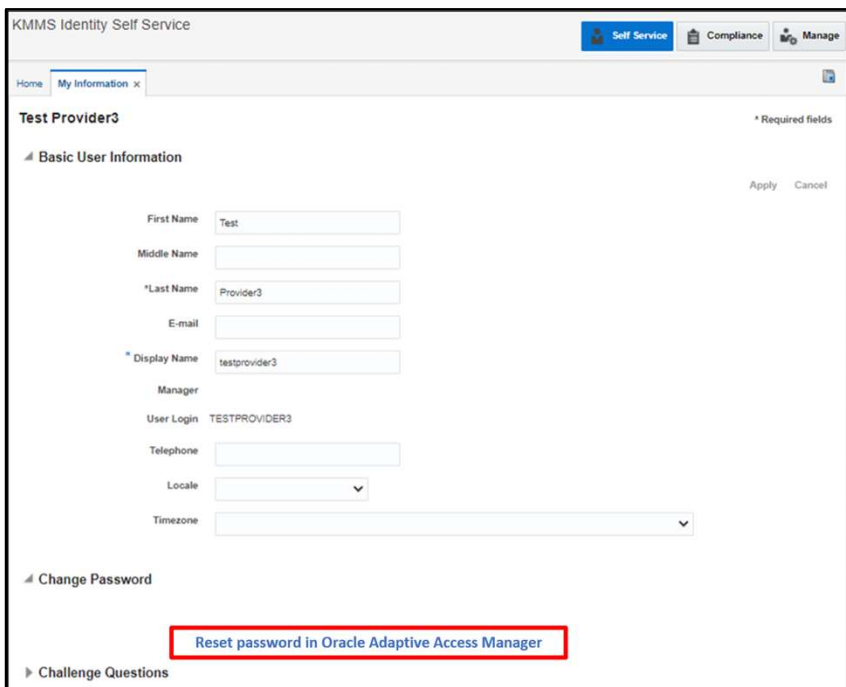 KMMS Identity Self Service
Self Service Compliance Manage
Home My Information x
Test Provider3 * Required fields
Basic User Information
Apply Cancel
First Name Test
Middle Name
*Last Name Provider3
E-mail
* Display Name testprovider3
Manager
User Login TESTPROVIDER3
Telephone
Locale
Timezone
Change Password
Reset password in Oracle Adaptive Access Manager
Challenge Questions